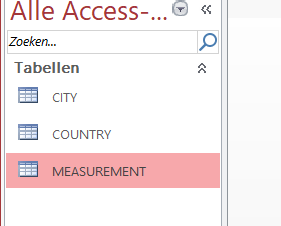 Alle Access-...
Zoeken...
Tabellen
CITY
COUNTRY
MEASUREMENT